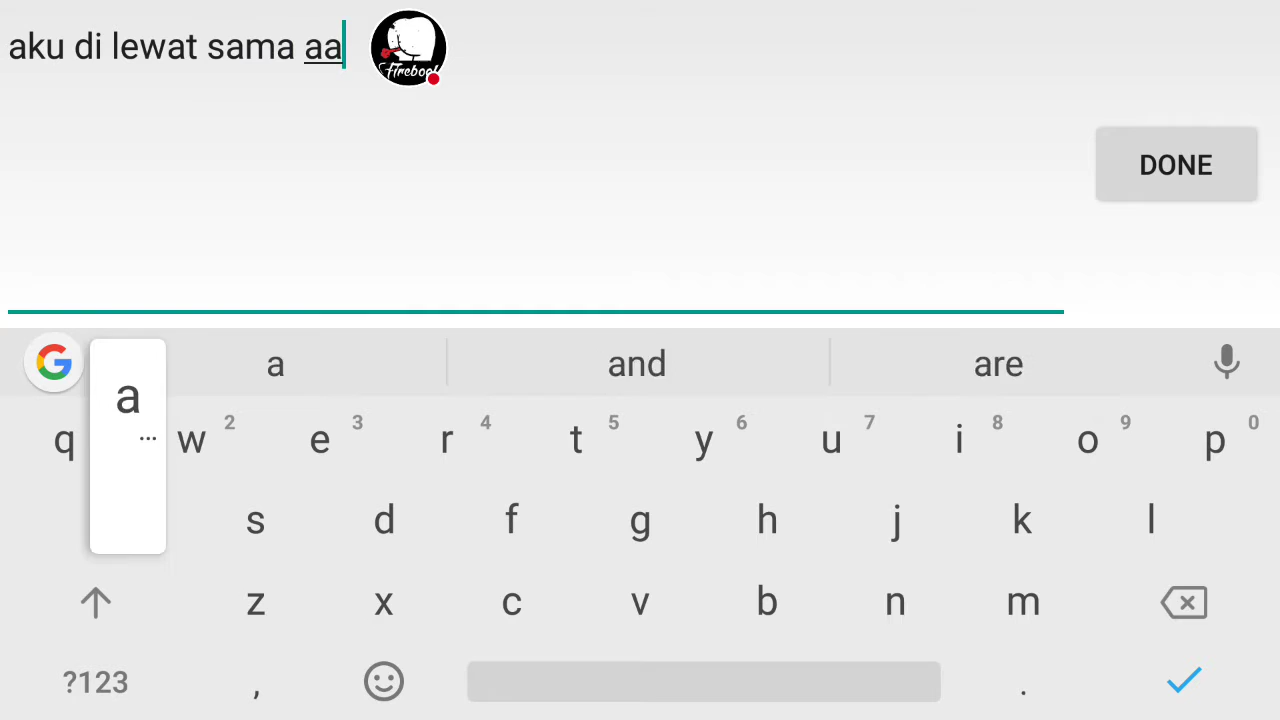 aku di lewat sama aa
DONE
a and are
a
q w 2 e 3 r 4 t 5 y 6 u 7 i 8 o 9 p 0
s d f g h j k l
z x c v b n m
?123 , .